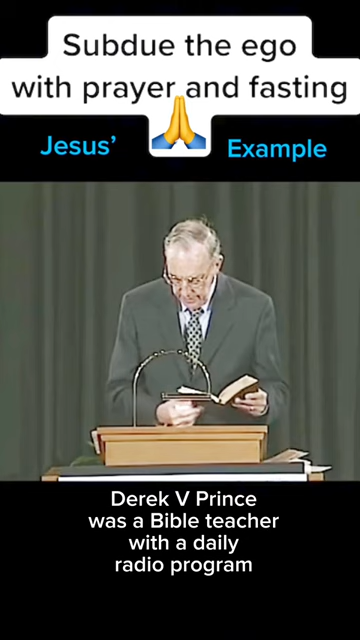 Subdue the ego
with prayer and fasting
Jesus’
Example
Derek V Prince
was a Bible teacher
with a daily
radio program